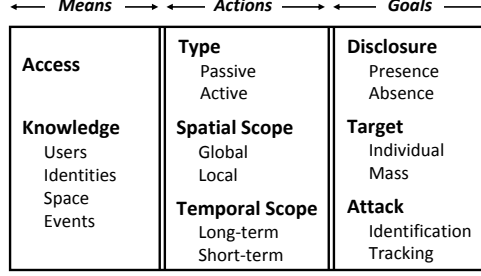 Means
Actions
Goals
Access
Knowledge
Users
Identities
Space
Events
Type
Passive
Active
Spatial Scope
Global
Local
Temporal Scope
Long-term
Short-term
Disclosure
Presence
Absence
Target
Individual
Mass
Attack
Identification
Tracking